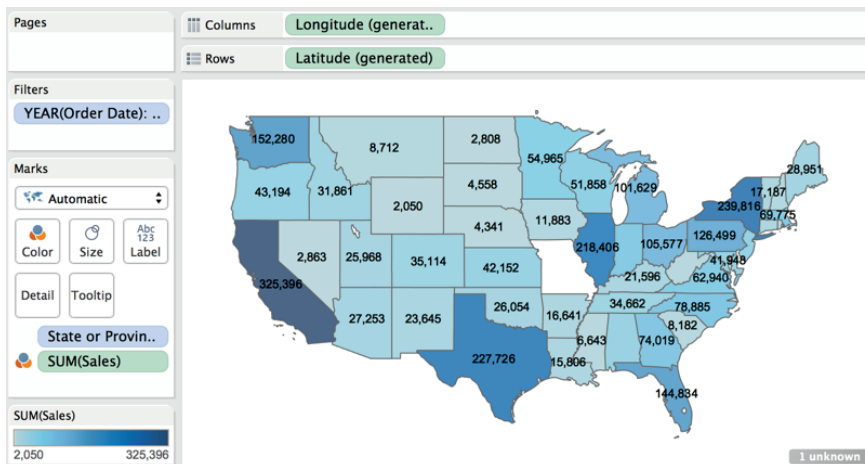 Pages
Columns
Longitude (generat..
Rows
Latitude (generated)
Filters
YEAR(Order Date): ..
Marks
Automatic
Color
Size
Abc
123
Label
Detail
Tooltip
State or Provin..
SUM(Sales)
SUM(Sales)
2,050
325,396
152,280
8,712
2,808
54,965
28,951
43,194
31,861
4,558
51,858
101,629
17,187
239,816
2,050
69,775
11,883
4,341
126,499
2,863
25,968
218,406
105,577
35,114
41,948
42,152
21,596
62,940
325,396
34,662
78,885
26,054
27,253
23,645
16,641
8,182
6,643
74,019
227,726
15,806
144,834
1 unknown